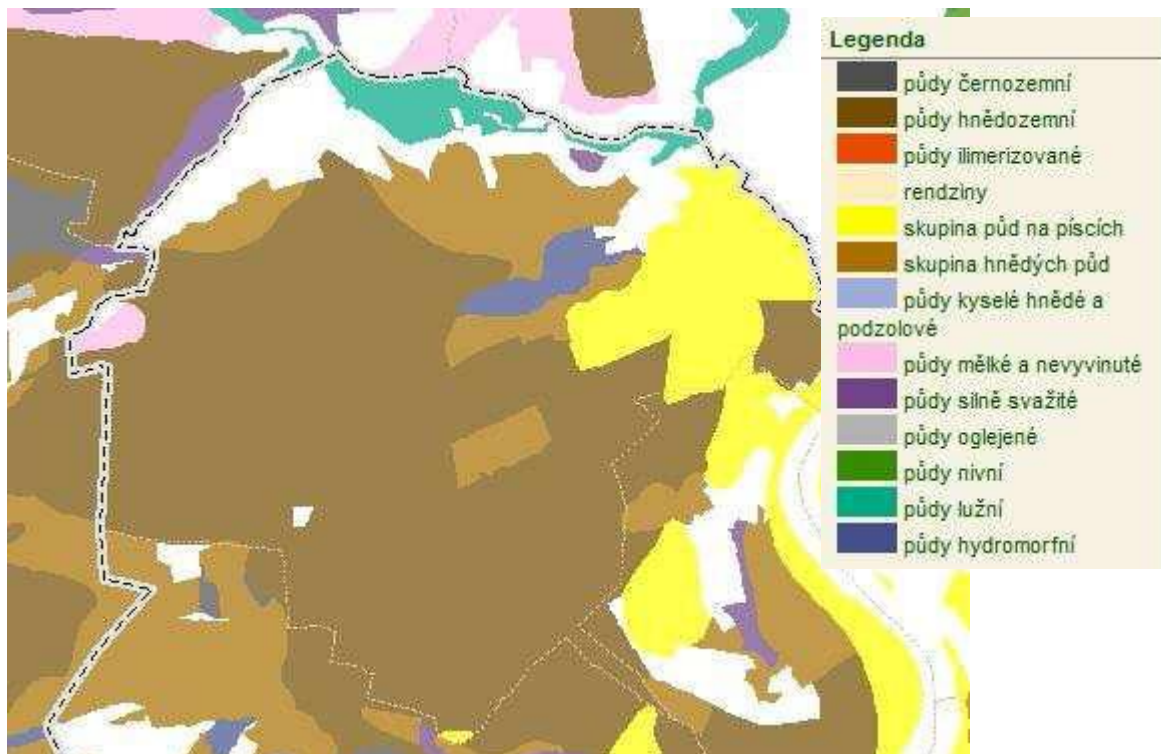 Legenda
půdy černozemní
půdy hnědozemní
půdy ilimerizované
rendziny
skupina půd na píscích
skupina hnědých půd
půdy kyselé hnědé a
podzolové
půdy mělké a nevyvinuté
půdy silně svažité
půdy oglejené
půdy nivní
půdy lužní
půdy hydromorfní